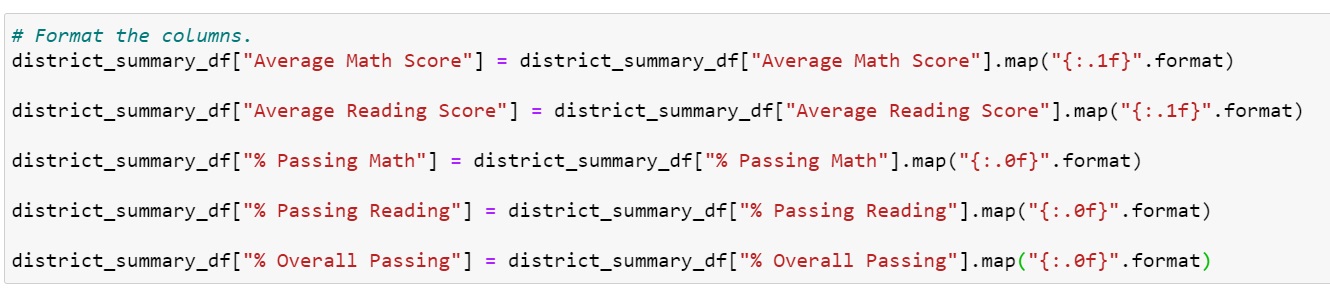 # Format the columns.
district_summary_df["Average Math Score"] = district_summary_df["Average Math Score"].map("{:.1f}".format)
district_summary_df["Average Reading Score"] = district_summary_df["Average Reading Score"].map("{:.1f}".format)
district_summary_df["% Passing Math"] = district_summary_df["% Passing Math"].map("{:.0f}".format)
district_summary_df["% Passing Reading"] = district_summary_df["% Passing Reading"].map("{:.0f}".format)
district_summary_df["% Overall Passing"] = district_summary_df["% Overall Passing"].map("{:.0f}".format)